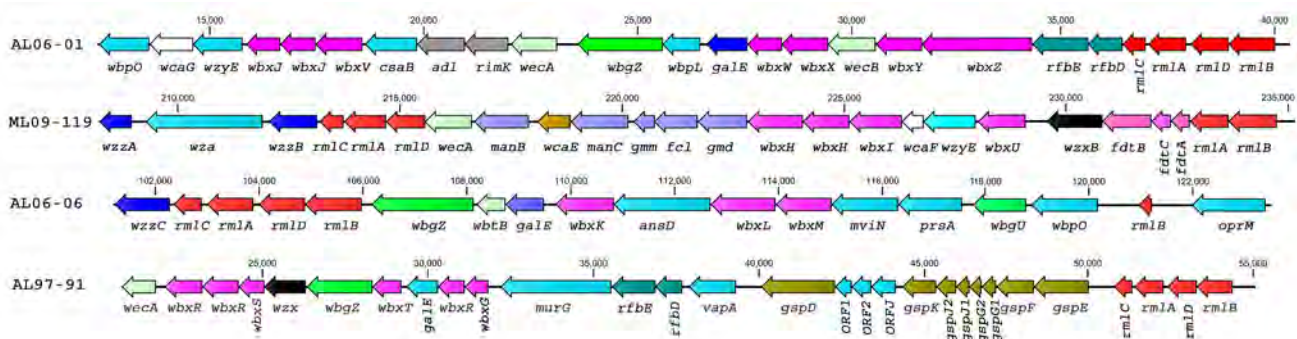 15,000 20,000 25,000 30,000 35,000 40,000
AL06-01
wbpO wcaG wzyE wbxJ wbxJ wbxV csaB adl rimK wecA wbgZ wbpL galE wbxW wbxX wecB wbxY wbxZ rfbE rfbD rmlC rmlA rmlD rmlB
210,000 215,000 220,000 225,000 230,000 235,000
ML09-119
wzzA wza wzzB rmlC rmlA rmlD wecA manB wcaE manC gmm fcl gmd wbxH wbxH wbxI wcaF wzyE wbxU wzxB fdtB fdtC fdtA rmlA rmlB
102,000 104,000 106,000 108,000 110,000 112,000 114,000 116,000 118,000 120,000 122,000
AL06-06
wzzC rmlC rmlA rmlD rmlB wbgZ wbtB galE wbxK ansD wbxL wbxM mviN prsA wbgU wbpO rmlB oprM
25,000 30,000 35,000 40,000 45,000 50,000 55,000
AL97-91
wecA wbxR wbxR wbxS wzx wbgZ wbxT galE wbxR wbxG murG rfbE rfbD vapA gspD ORF1 ORF2 ORFJ gspK gspJ2 gspJ1 gspG2 gspG1 gspF gspE rmlC rmlA rmlD rmlB